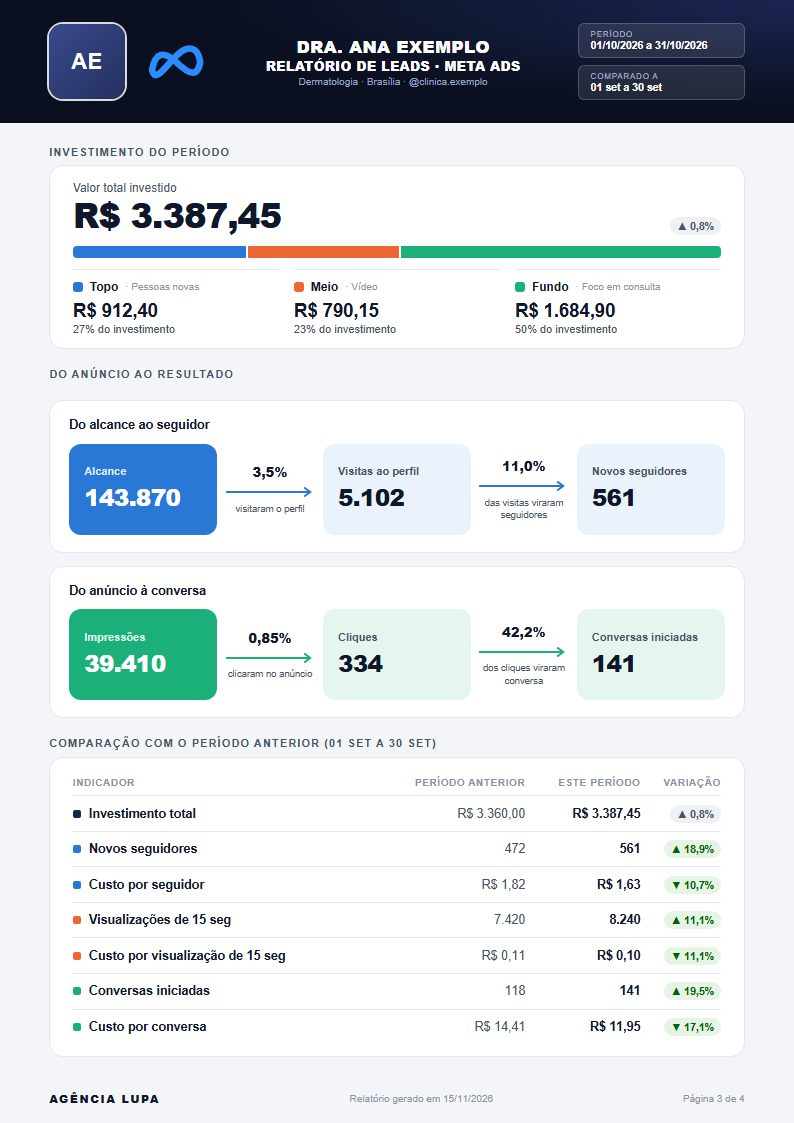 AE
DRA. ANA EXEMPLO
RELATÓRIO DE LEADS · META ADS
Dermatologia · Brasília · @clinica.exemplo
PERÍODO
01/10/2026 a 31/10/2026
COMPARADO A
01 set a 30 set
INVESTIMENTO DO PERÍODO
Valor total investido
R$ 3.387,45
▲ 0,8%
Topo · Pessoas novas
R$ 912,40
27% do investimento
Meio · Vídeo
R$ 790,15
23% do investimento
Fundo · Foco em consulta
R$ 1.684,90
50% do investimento
DO ANÚNCIO AO RESULTADO
Do alcance ao seguidor
Alcance
143.870
3,5%
visitaram o perfil
Visitas ao perfil
5.102
11,0%
das visitas viraram
seguidores
Novos seguidores
561
Do anúncio à conversa
Impressões
39.410
0,85%
clicaram no anúncio
Cliques
334
42,2%
dos cliques viraram
conversa
Conversas iniciadas
141
COMPARAÇÃO COM O PERÍODO ANTERIOR (01 SET A 30 SET)
INDICADOR PERÍODO ANTERIOR ESTE PERÍODO VARIAÇÃO
Investimento total R$ 3.360,00 R$ 3.387,45 ▲ 0,8%
Novos seguidores 472 561 ▲ 18,9%
Custo por seguidor R$ 1,82 R$ 1,63 ▼ 10,7%
Visualizações de 15 seg 7.420 8.240 ▲ 11,1%
Custo por visualização de 15 seg R$ 0,11 R$ 0,10 ▼ 11,1%
Conversas iniciadas 118 141 ▲ 19,5%
Custo por conversa R$ 14,41 R$ 11,95 ▼ 17,1%
AGÊNCIA LUPA
Relatório gerado em 15/11/2026
Página 3 de 4